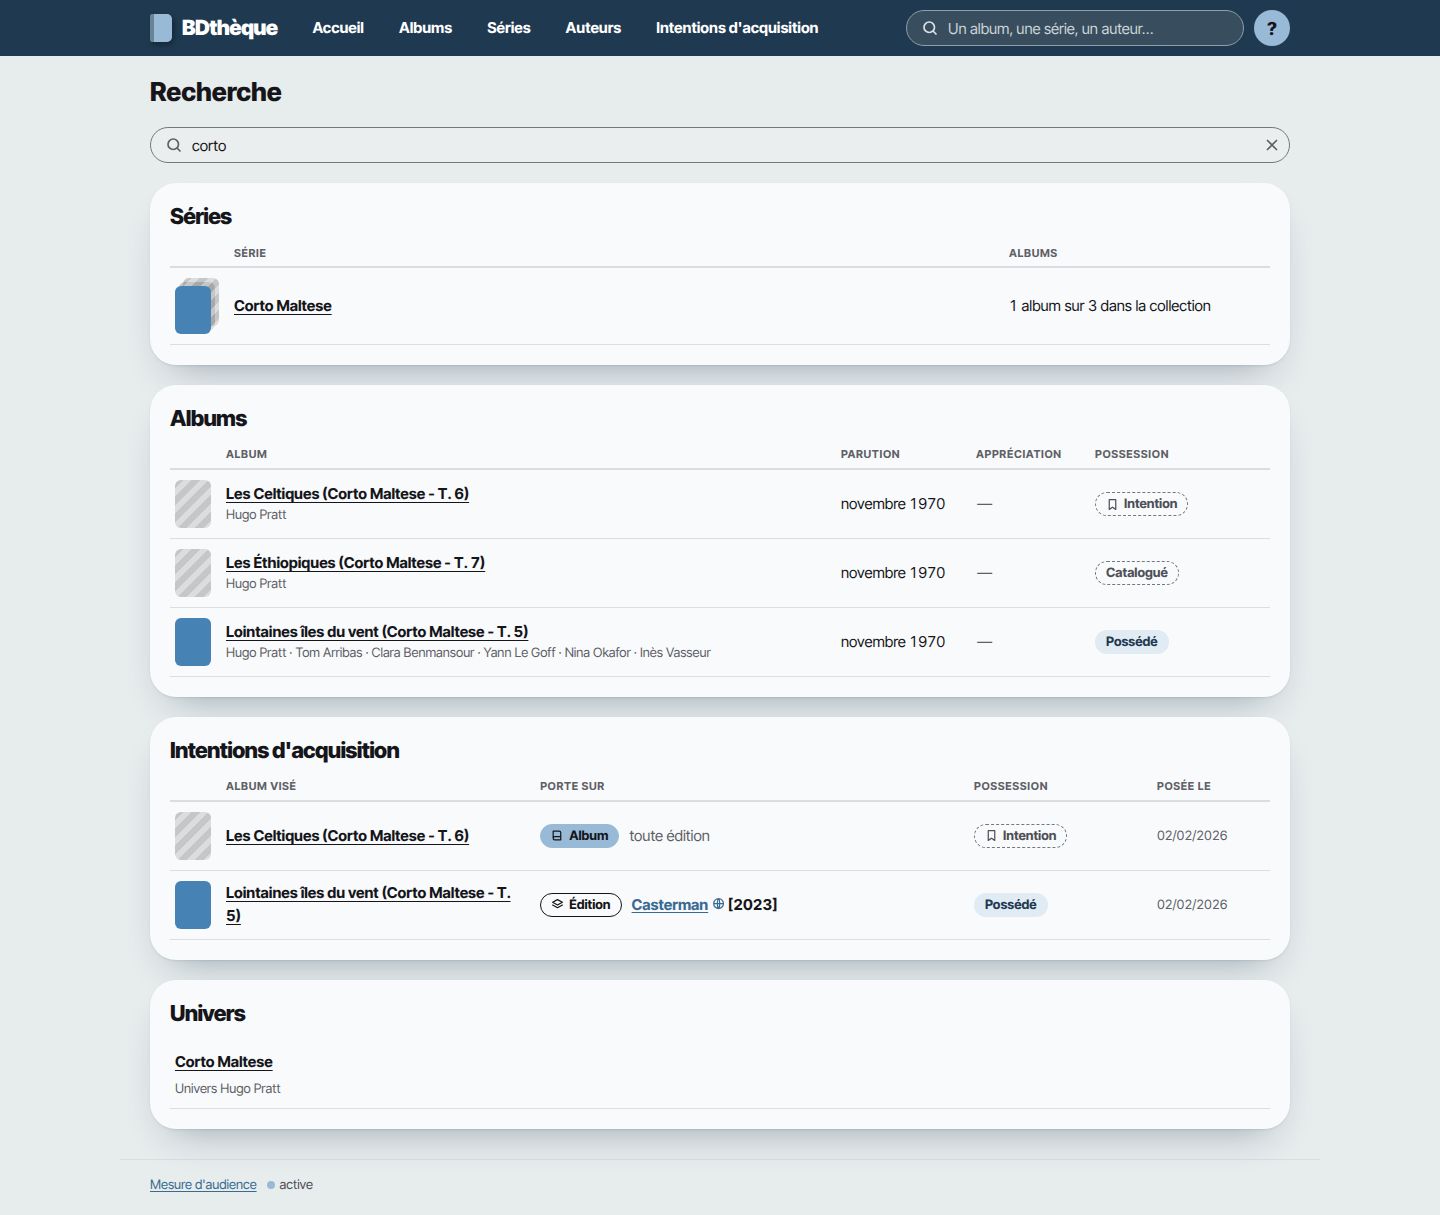 BDthèque Accueil Albums Séries Auteurs Intentions d'acquisition Un album, une série, un auteur... ?
Recherche
corto
Séries
SÉRIE ALBUMS
Corto Maltese 1 album sur 3 dans la collection
Albums
ALBUM PARUTION APPRÉCIATION POSSESSION
Les Celtiques (Corto Maltese - T. 6) novembre 1970 — Intention
Hugo Pratt
Les Éthiopiques (Corto Maltese - T. 7) novembre 1970 — Catalogué
Hugo Pratt
Lointaines îles du vent (Corto Maltese - T. 5) novembre 1970 — Possédé
Hugo Pratt · Tom Arribas · Clara Benmansour · Yann Le Goff · Nina Okafor · Inès Vasseur
Intentions d'acquisition
ALBUM VISÉ PORTE SUR POSSESSION POSÉE LE
Les Celtiques (Corto Maltese - T. 6) Album toute édition Intention 02/02/2026
Lointaines îles du vent (Corto Maltese - T.
5) Édition Casterman [2023] Possédé 02/02/2026
Univers
Corto Maltese
Univers Hugo Pratt
Mesure d'audience active